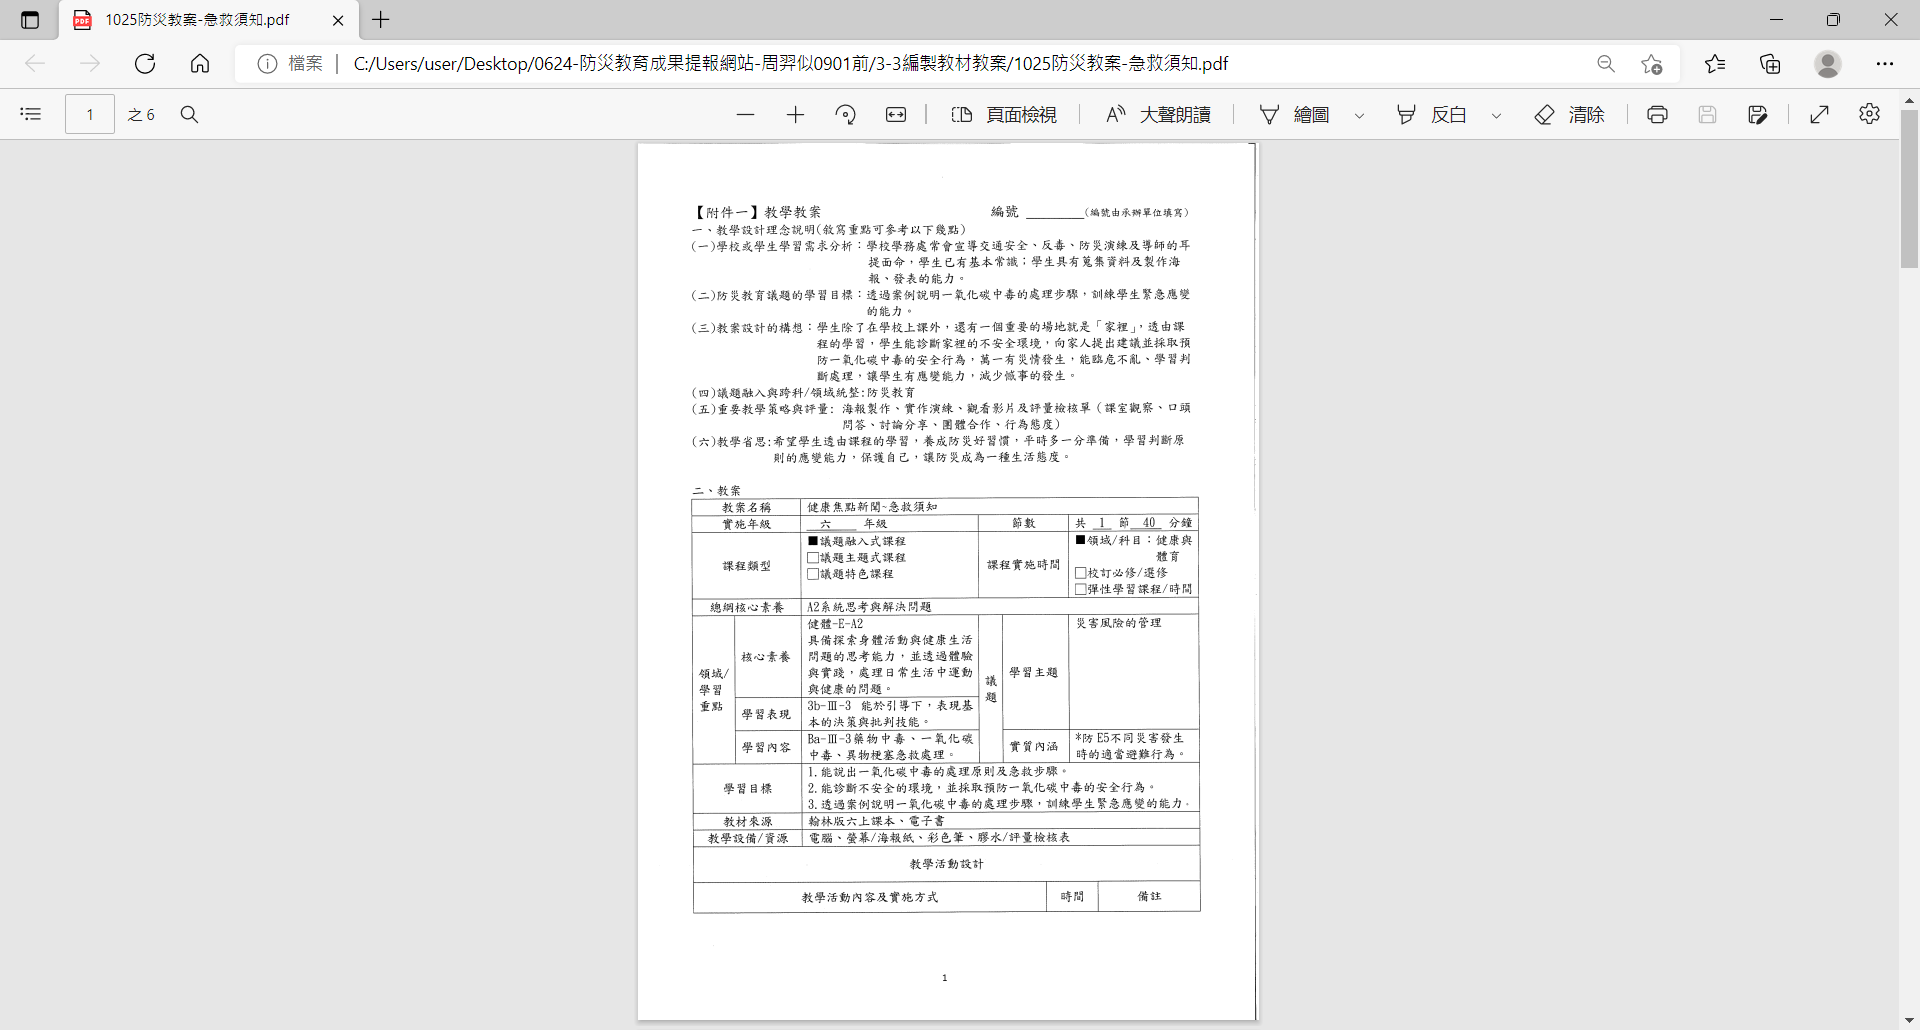 1025防災教案-急救須知.pdf
檔案 C:/Users/user/Desktop/0624-防災教育成果提報網站-周羿似0901前/3-3編製教材教案/1025防災教案-急救須知.pdf
1 之 6 頁面檢視 大聲朗讀 繪圖 反白 清除
【附件一】教學教案 編號 ________(編號由承辦單位填寫)
一、教學設計理念說明(敘寫重點可參考以下幾點)
(一)學校或學生學習需求分析：學校學務處常會宣導交通安全、反毒、防災演練及導師的耳
提面命，學生已有基本常識；學生具有蒐集資料及製作海
報、發表的能力。
(二)防災教育議題的學習目標：透過案例說明一氧化碳中毒的處理步驟，訓練學生緊急應變
的能力。
(三)教案設計的構想：學生除了在學校上課外，還有一個重要的場地就是「家裡」，透由課
程的學習，學生能診斷家裡的不安全環境，向家人提出建議並採取預
防一氧化碳中毒的安全行為，萬一有災情發生，能臨危不亂、學習判
斷處理，讓學生有應變能力，減少憾事的發生。
(四)議題融入與跨科/領域統整:防災教育
(五)重要教學策略與評量: 海報製作、實作演練、觀看影片及評量檢核單（課室觀察、口頭
問答、討論分享、團體合作、行為態度）
(六)教學省思:希望學生透由課程的學習，養成防災好習慣，平時多一分準備，學習判斷原
則的應變能力，保護自己，讓防災成為一種生活態度。
二、教案
教案名稱 健康焦點新聞~急救須知
實施年級 六 年級 節數 共 1 節 40 分鐘
課程類型
■議題融入式課程
□議題主題式課程
□議題特色課程
課程實施時間
■領域/科目：健康與
體育
□校訂必修/選修
□彈性學習課程/時間
總綱核心素養 A2系統思考與解決問題
領域/
學習
重點
核心素養
健體-E-A2
具備探索身體活動與健康生活
問題的思考能力，並透過體驗
與實踐，處理日常生活中運動
與健康的問題。
學習表現
3b-Ⅲ-3 能於引導下，表現基
本的決策與批判技能。
學習內容
Ba-Ⅲ-3藥物中毒、一氧化碳
中毒、異物梗塞急救處理。
議
題
學習主題 災害風險的管理
實質內涵
*防 E5不同災害發生
時的適當避難行為。
學習目標
1.能說出一氧化碳中毒的處理原則及急救步驟。
2.能診斷不安全的環境，並採取預防一氧化碳中毒的安全行為。
3.透過案例說明一氧化碳中毒的處理步驟，訓練學生緊急應變的能力。
教材來源 翰林版六上課本、電子書
教學設備/資源 電腦、螢幕/海報紙、彩色筆、膠水/評量檢核表
教學活動設計
教學活動內容及實施方式 時間 備註
1